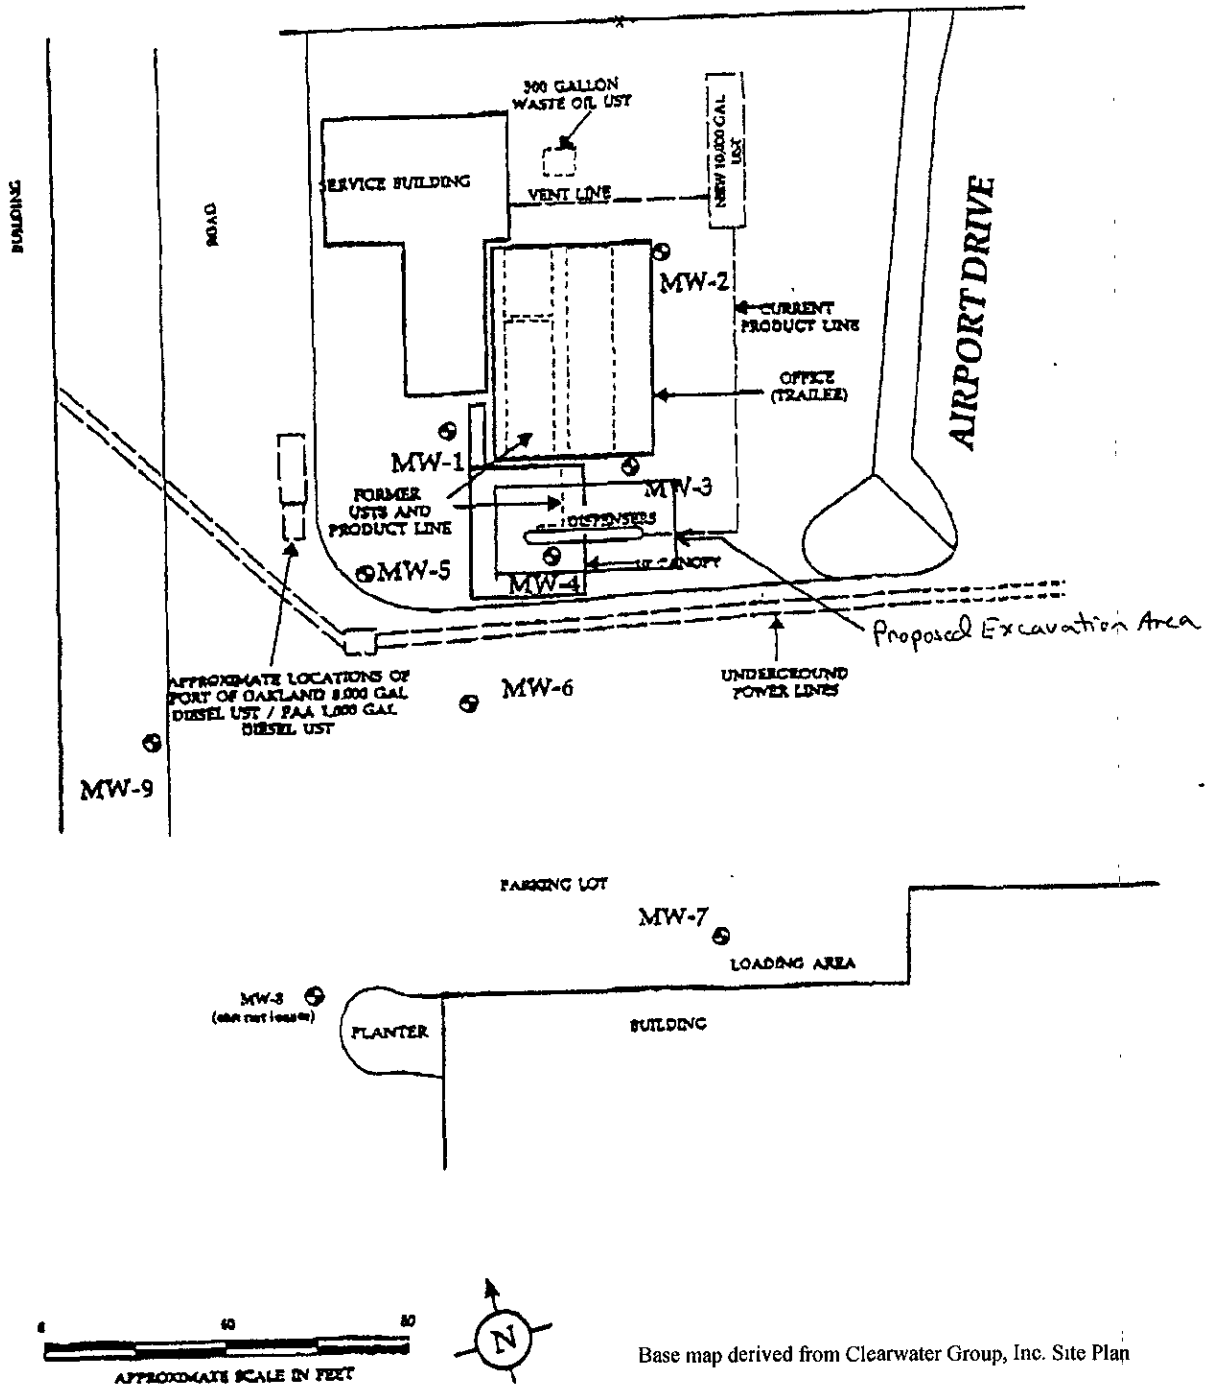 300 GALLON
WASTE OIL UST
NEW 10,000 GAL
UST
SERVICE BUILDING
VENT LINE
BUILDING
ROAD
AIRPORT DRIVE
MW-2
CURRENT
PRODUCT LINE
OFFICE
(TRAILER)
MW-1
MW-3
FORMER
USTS AND
PRODUCT LINE
DISPENSERS
MW-5
CANOPY
MW-4
Proposed Excavation Area
APPROXIMATE LOCATIONS OF
PORT OF OAKLAND 8,000 GAL
DIESEL UST / PAA 1,000 GAL
DIESEL UST
MW-6
UNDERGROUND
POWER LINES
MW-9
PARKING LOT
MW-7
LOADING AREA
MW-8
PLANTER
BUILDING
80
N
APPROXIMATE SCALE IN FEET
Base map derived from Clearwater Group, Inc. Site Plan